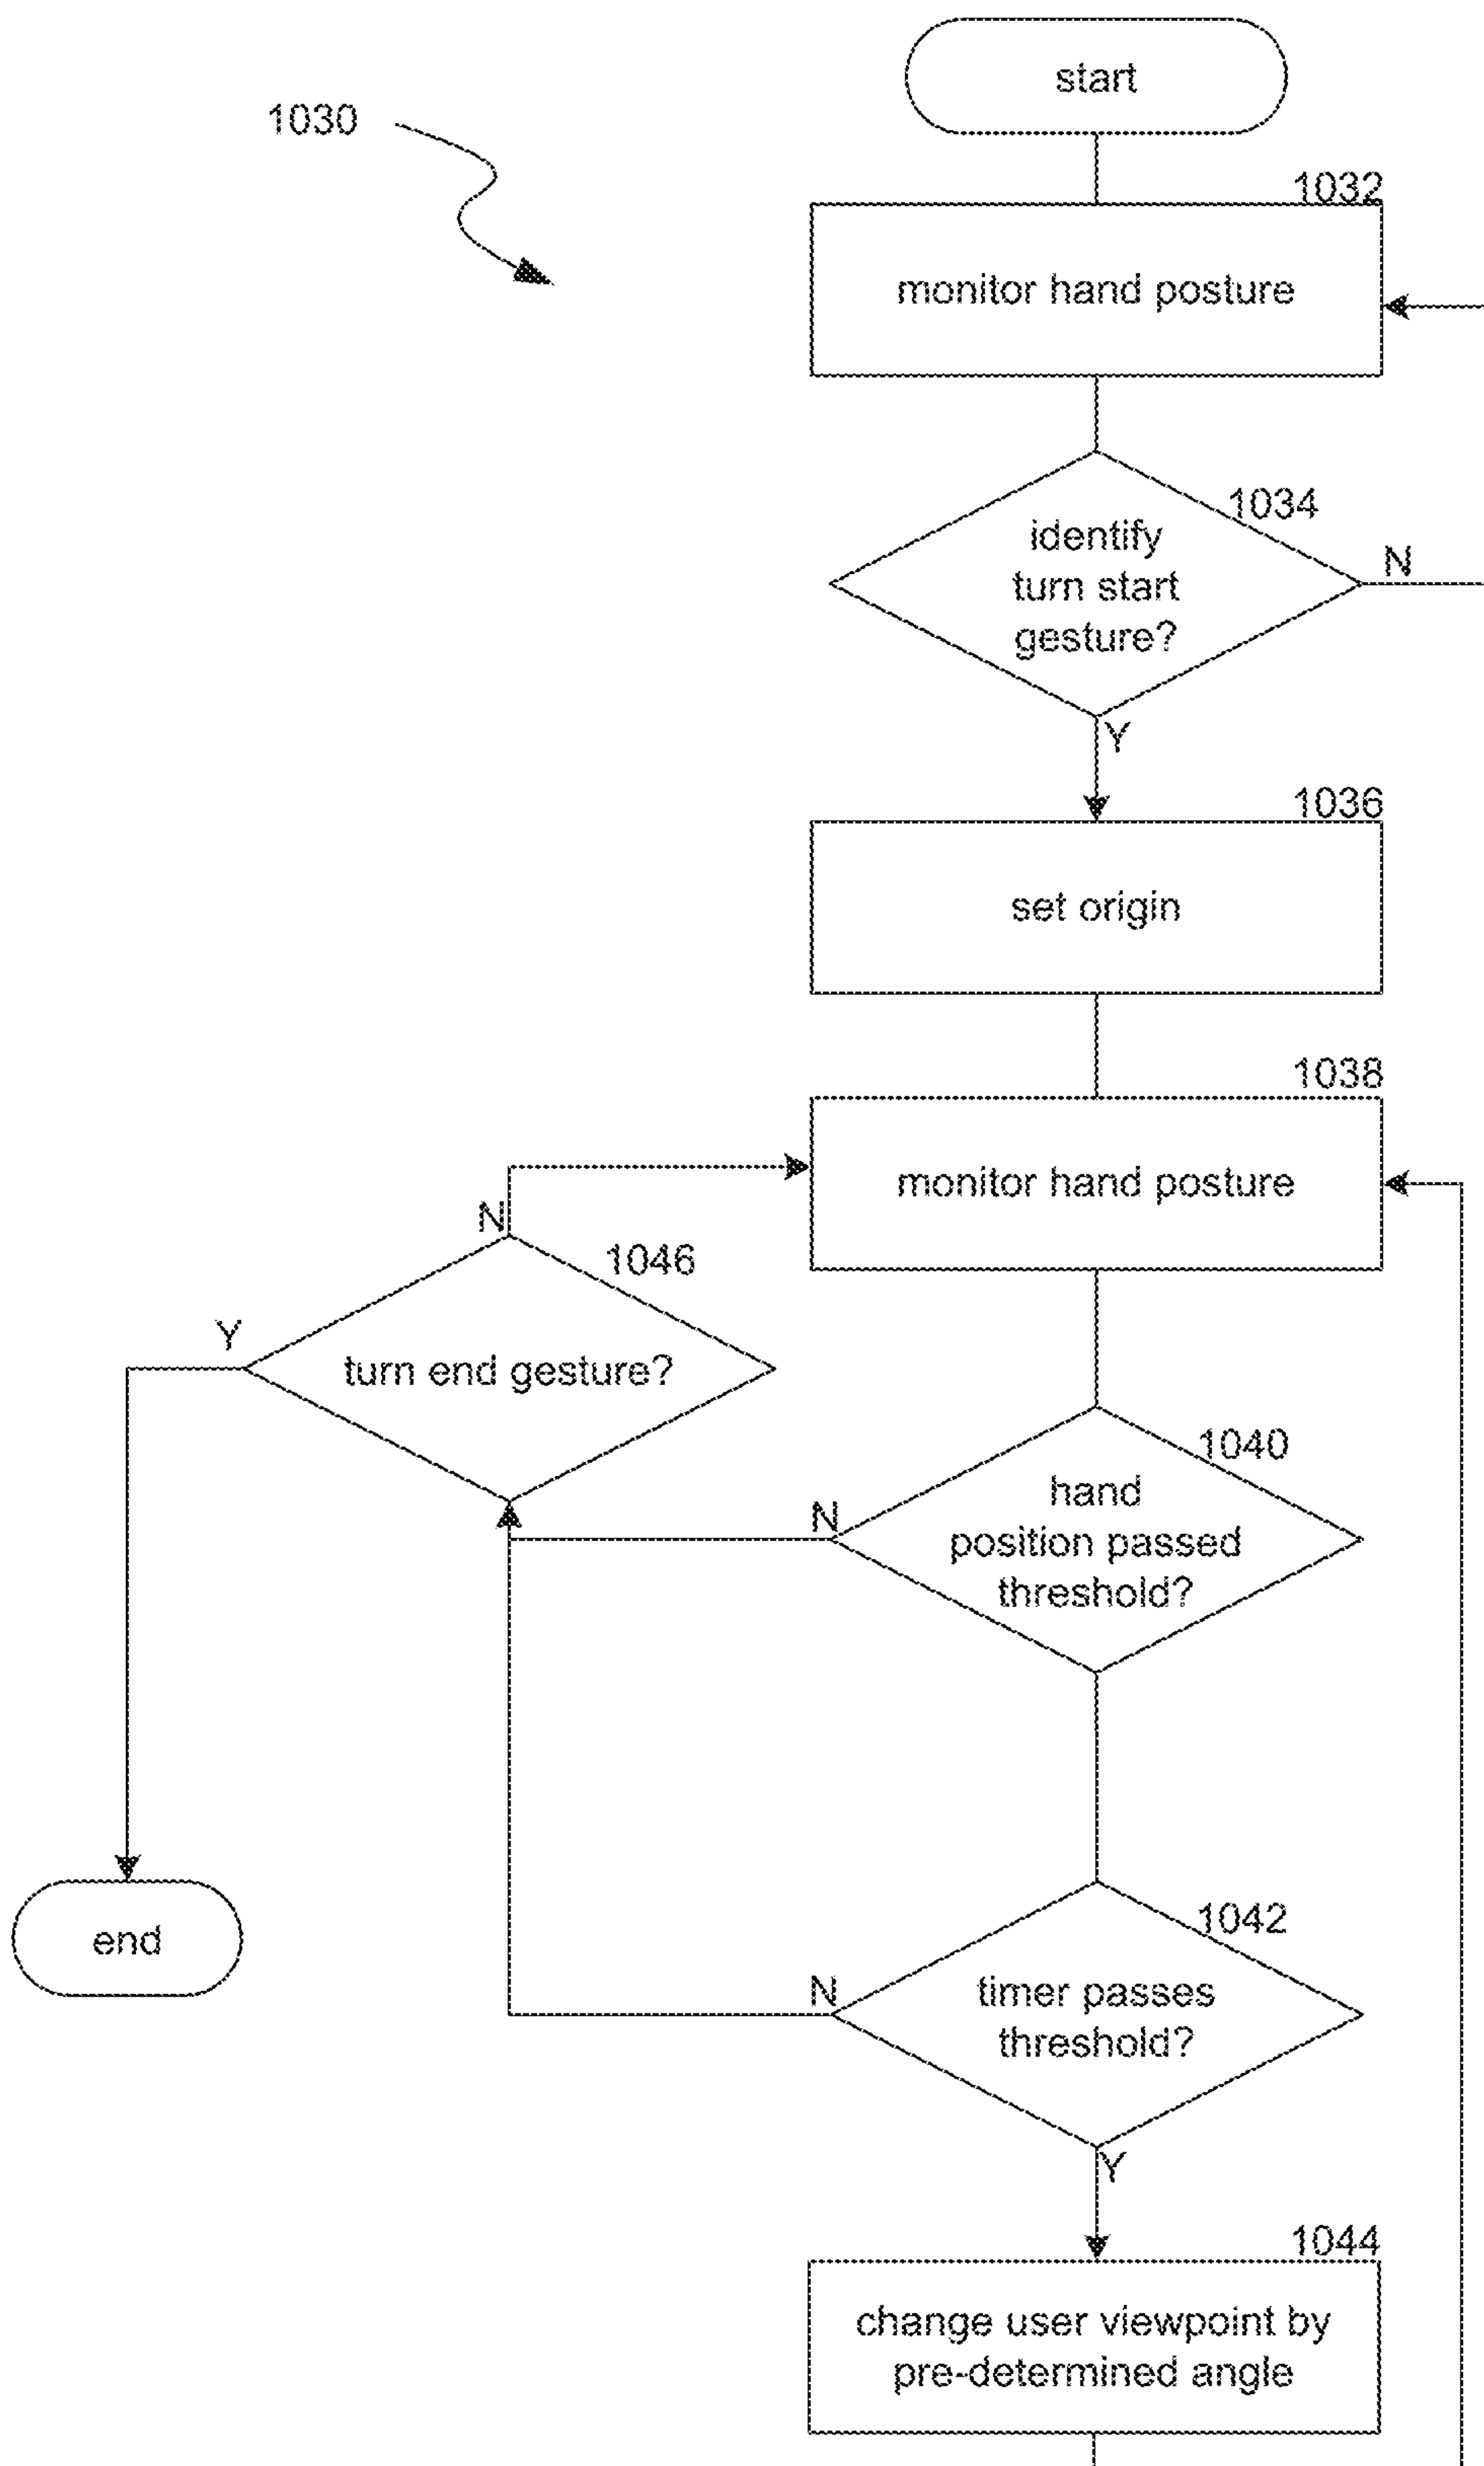 start
1030
1032
monitor hand posture
1034
identify
turn start
gesture?
N
Y
1036
set origin
1038
monitor hand posture
N
1046
Y
turn end gesture?
1040
hand
position passed
threshold?
N
1042
timer passes
threshold?
N
end
Y
1044
change user viewpoint by
pre-determined angle